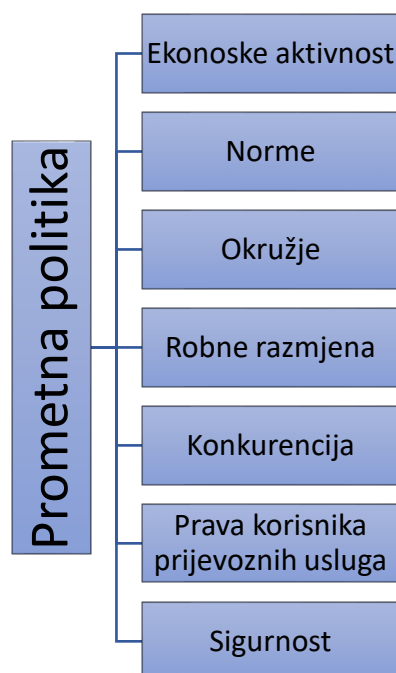 Prometna politika
Ekonoske aktivnost
Norme
Okružje
Robne razmjena
Konkurencija
Prava korisnika
prijevoznih usluga
Sigurnost